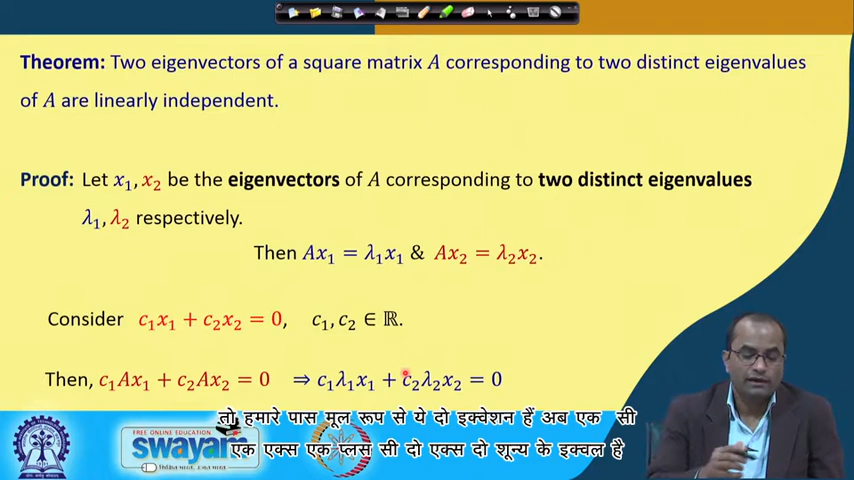 Theorem: Two eigenvectors of a square matrix A corresponding to two distinct eigenvalues
of A are linearly independent.
Proof: Let x₁, x₂ be the eigenvectors of A corresponding to two distinct eigenvalues
λ₁, λ₂ respectively.
Then Ax₁ = λ₁x₁ & Ax₂ = λ₂x₂.
Consider c₁x₁ + c₂x₂ = 0, c₁, c₂ ∈ ℝ.
Then, c₁Ax₁ + c₂Ax₂ = 0 ⇒ c₁λ₁x₁ + c₂λ₂x₂ = 0
तो हमारे पास मूल रूप से ये दो इक्वेशन हैं अब एक सी
एक एक्स एक प्लस सी दो एक्स दो शून्य के इक्वल है
FREE ONLINE EDUCATION
swayam